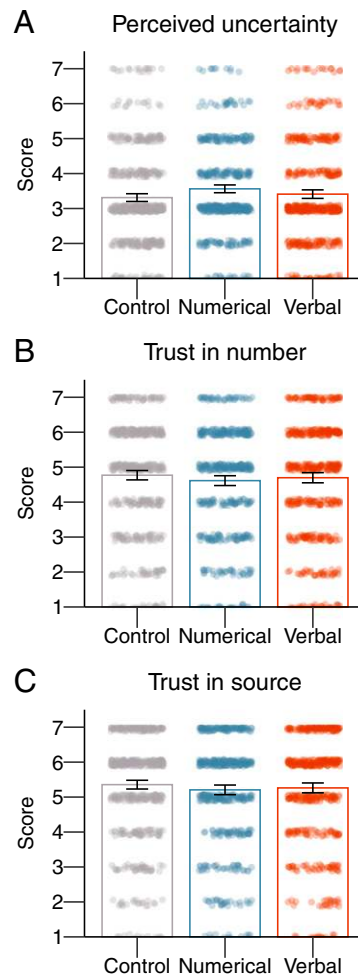 A Perceived uncertainty
Score
7
6
5
4
3
2
1
Control Numerical Verbal
B Trust in number
Score
7
6
5
4
3
2
1
Control Numerical Verbal
C Trust in source
Score
7
6
5
4
3
2
1
Control Numerical Verbal